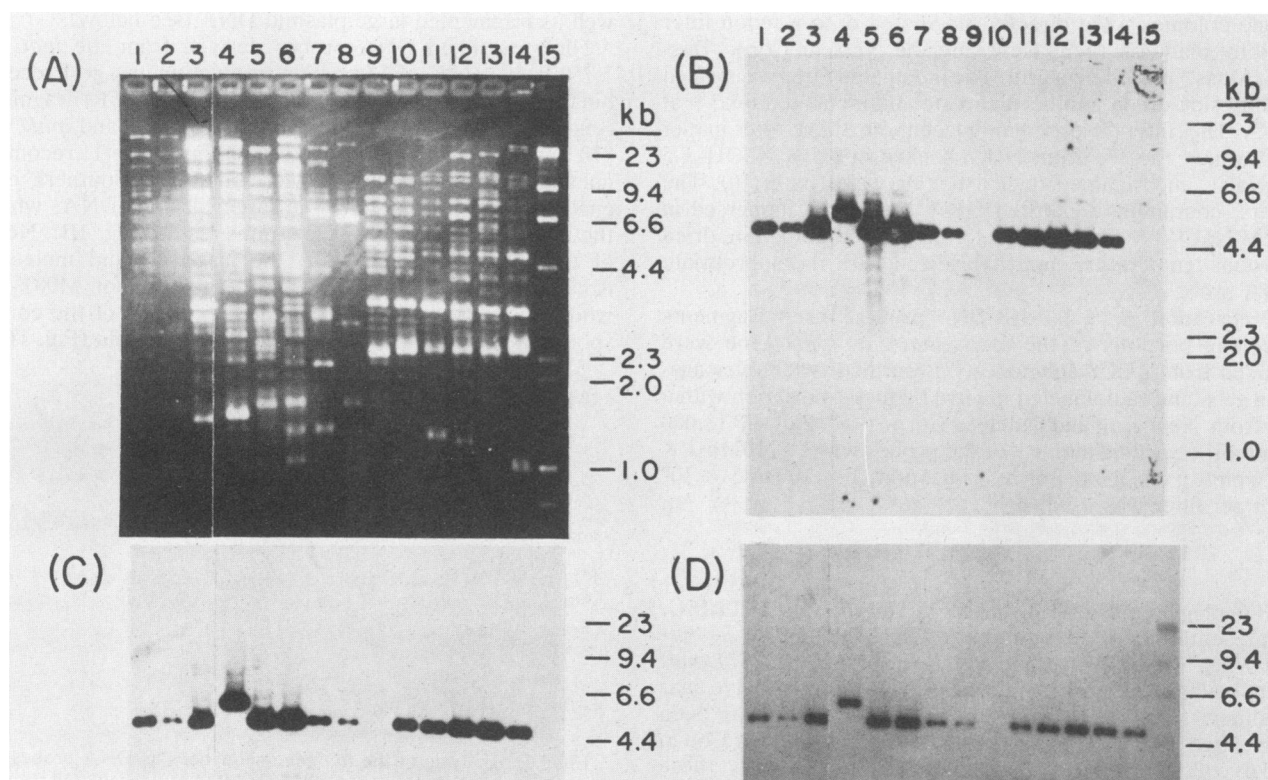 (A)
1 2 3 4 5 6 7 8 9 10 11 12 13 14 15
kb
— 23
— 9.4
— 6.6
— 4.4
— 2.3
— 2.0
— 1.0
(B)
1 2 3 4 5 6 7 8 9 10 11 12 13 14 15
kb
— 23
— 9.4
— 6.6
— 4.4
— 2.3
— 2.0
— 1.0
(C)
— 23
— 9.4
— 6.6
— 4.4
(D)
— 23
— 9.4
— 6.6
— 4.4